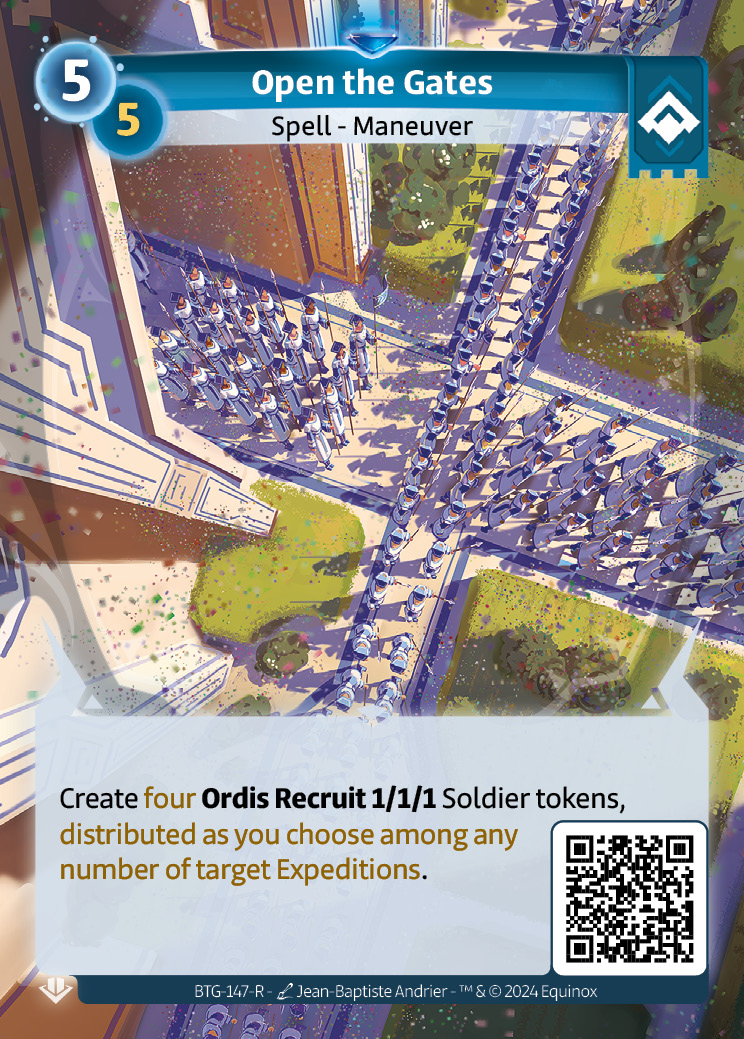 5
Open the Gates
5
Spell - Maneuver
Create four Ordis Recruit 1/1/1 Soldier tokens,
distributed as you choose among any
number of target Expeditions.
BTG-147-R - Jean-Baptiste Andrier - ™ & © 2024 Equinox